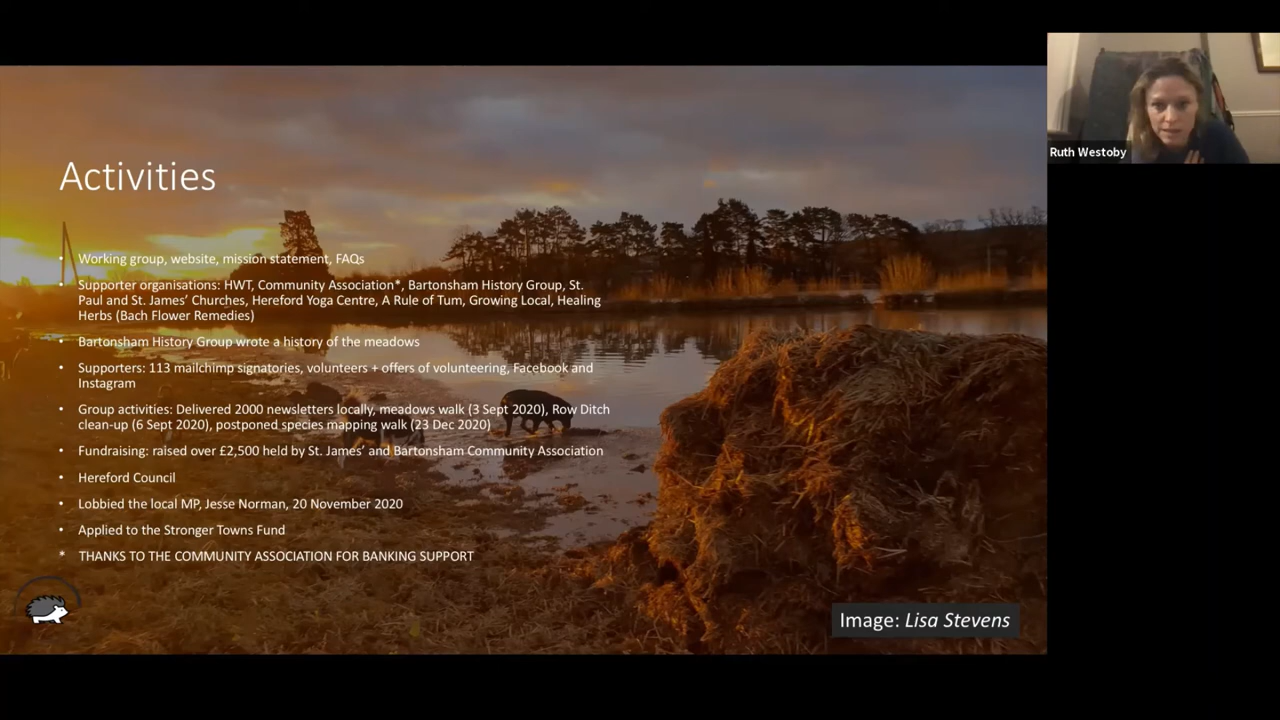 Activities
• Working group, website, mission statement, FAQs
• Supporter organisations: HWT, Community Association*, Bartonsham History Group, St.
Paul and St. James’ Churches, Hereford Yoga Centre, A Rule of Tum, Growing Local, Healing
Herbs (Bach Flower Remedies)
• Bartonsham History Group wrote a history of the meadows
• Supporters: 113 mailchimp signatories, volunteers + offers of volunteering, Facebook and
Instagram
• Group activities: Delivered 2000 newsletters locally, meadows walk (3 Sept 2020), Row Ditch
clean-up (6 Sept 2020), postponed species mapping walk (23 Dec 2020)
• Fundraising: raised over £2,500 held by St. James’ and Bartonsham Community Association
• Hereford Council
• Lobbied the local MP, Jesse Norman, 20 November 2020
• Applied to the Stronger Towns Fund
* THANKS TO THE COMMUNITY ASSOCIATION FOR BANKING SUPPORT
Image: Lisa Stevens
Ruth Westoby